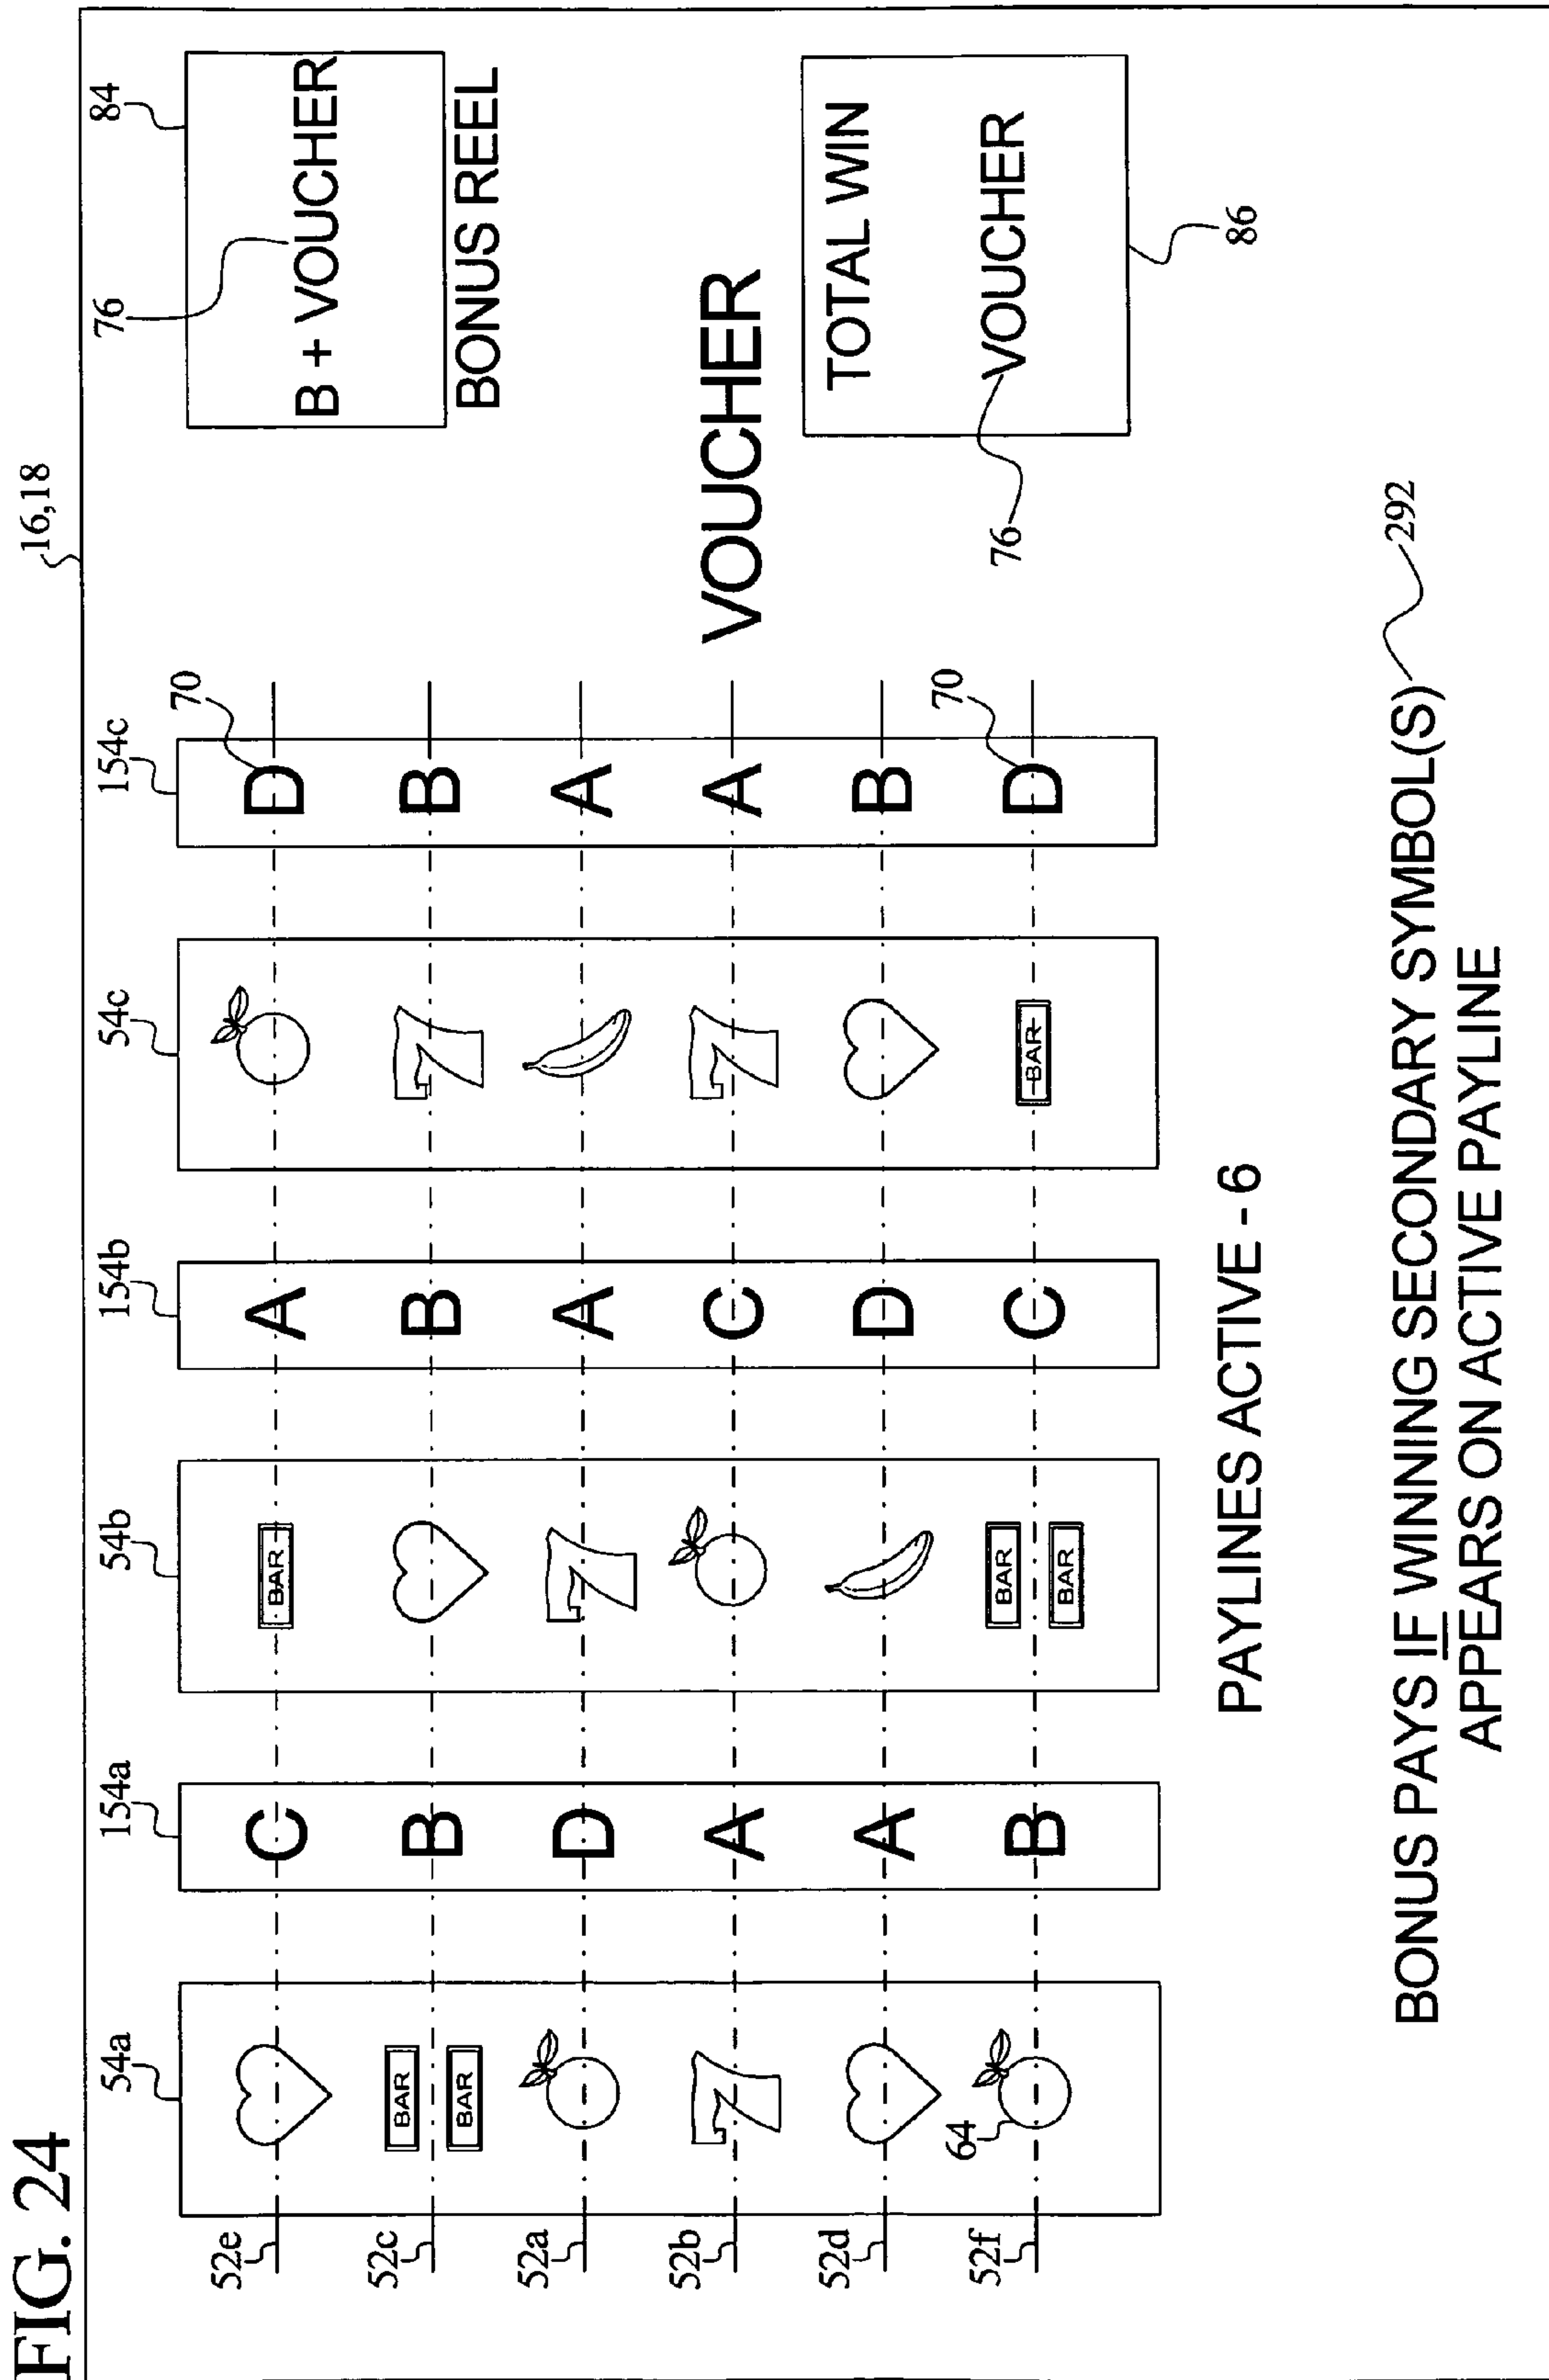 FIG. 24
16,18
54a 154a 54b 154b 54c 154c
76 84
52e C BAR A D 70
B + VOUCHER
52c BAR B B B
BAR
BONUS REEL
52a D A A
52b A C A
VOUCHER
52d A D B
TOTAL WIN
64 70
52f B BAR C BAR D
BAR
76 VOUCHER
86
PAYLINES ACTIVE - 6
BONUS PAYS IF WINNING SECONDARY SYMBOL(S) 292
APPEARS ON ACTIVE PAYLINE